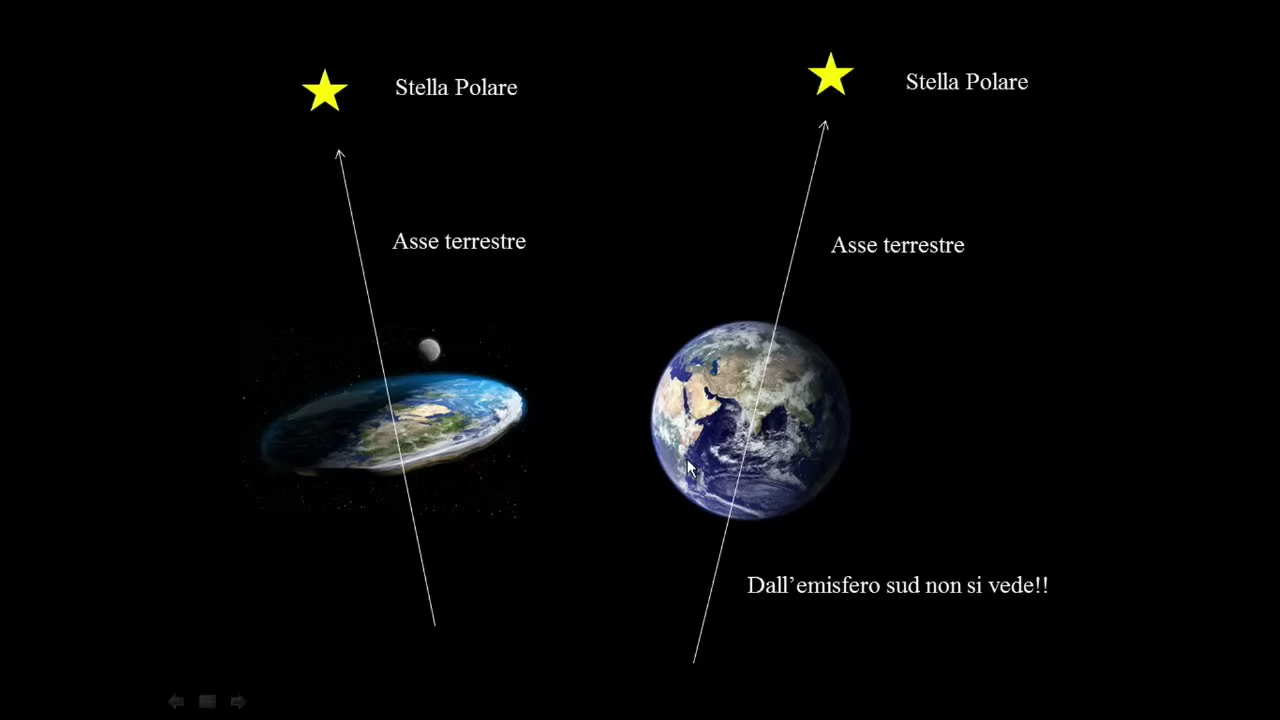 Stella Polare
Stella Polare
Asse terrestre
Asse terrestre
Dall’emisfero sud non si vede!!